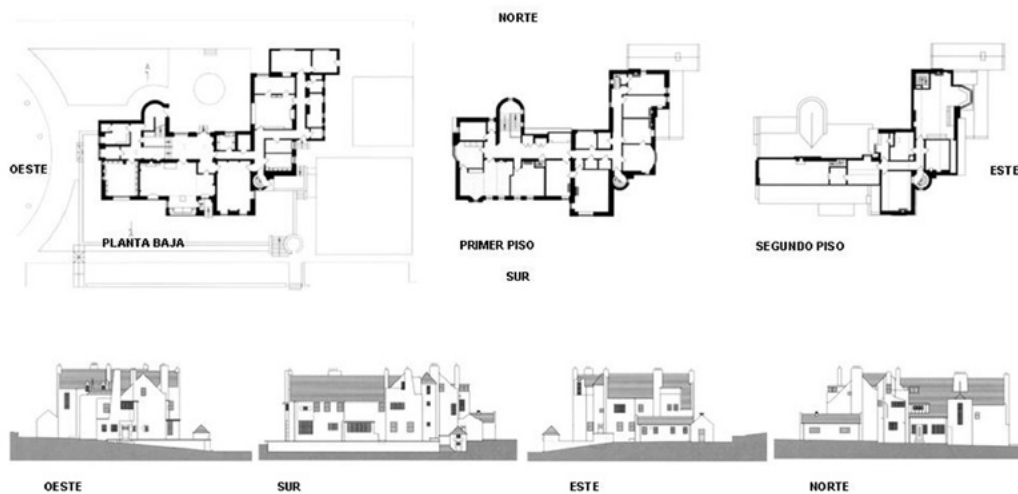 NORTE
OESTE
ESTE
PLANTA BAJA
PRIMER PISO
SEGUNDO PISO
SUR
OESTE
SUR
ESTE
NORTE